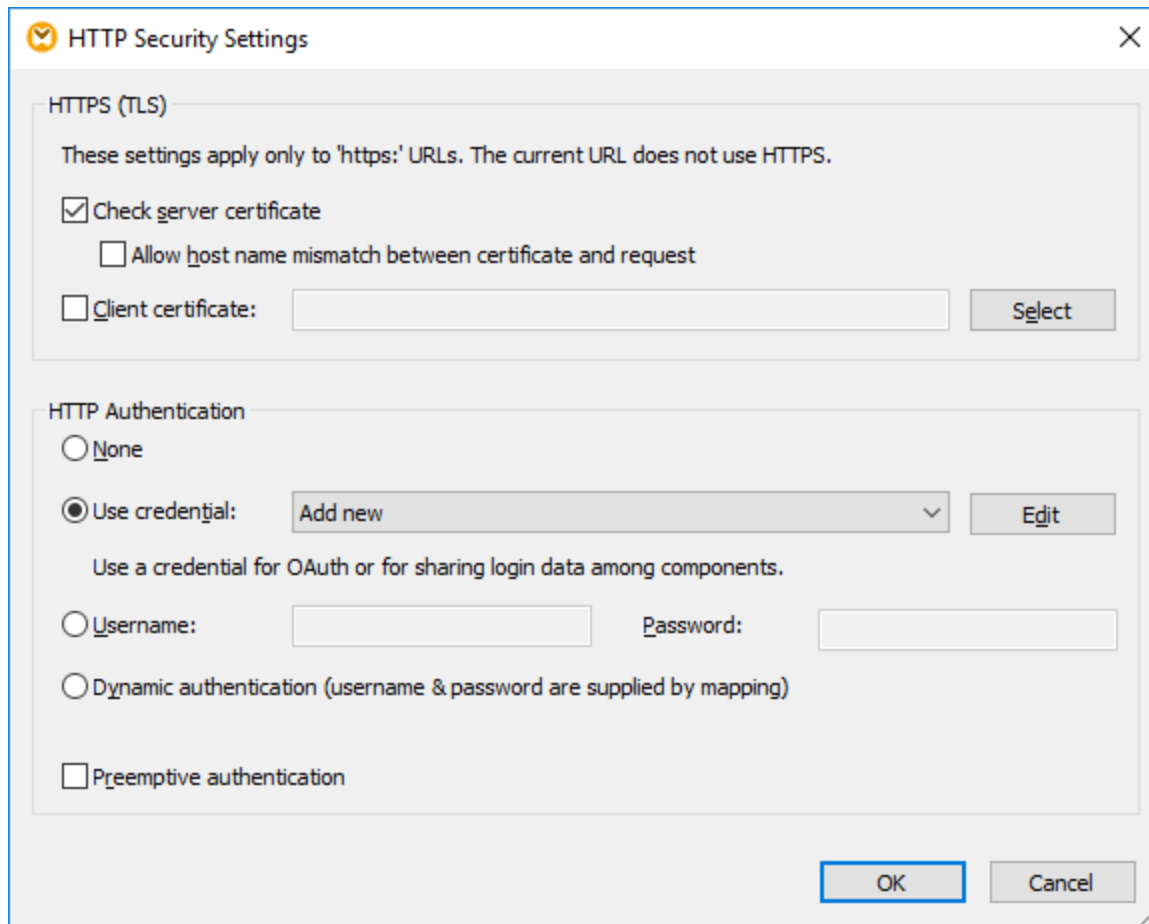 HTTP Security Settings
HTTPS (TLS)
These settings apply only to 'https:' URLs. The current URL does not use HTTPS.
Check server certificate
Allow host name mismatch between certificate and request
Client certificate:
Select
HTTP Authentication
None
Use credential:
Add new
Edit
Use a credential for OAuth or for sharing login data among components.
Username:
Password:
Dynamic authentication (username & password are supplied by mapping)
Preemptive authentication
OK
Cancel